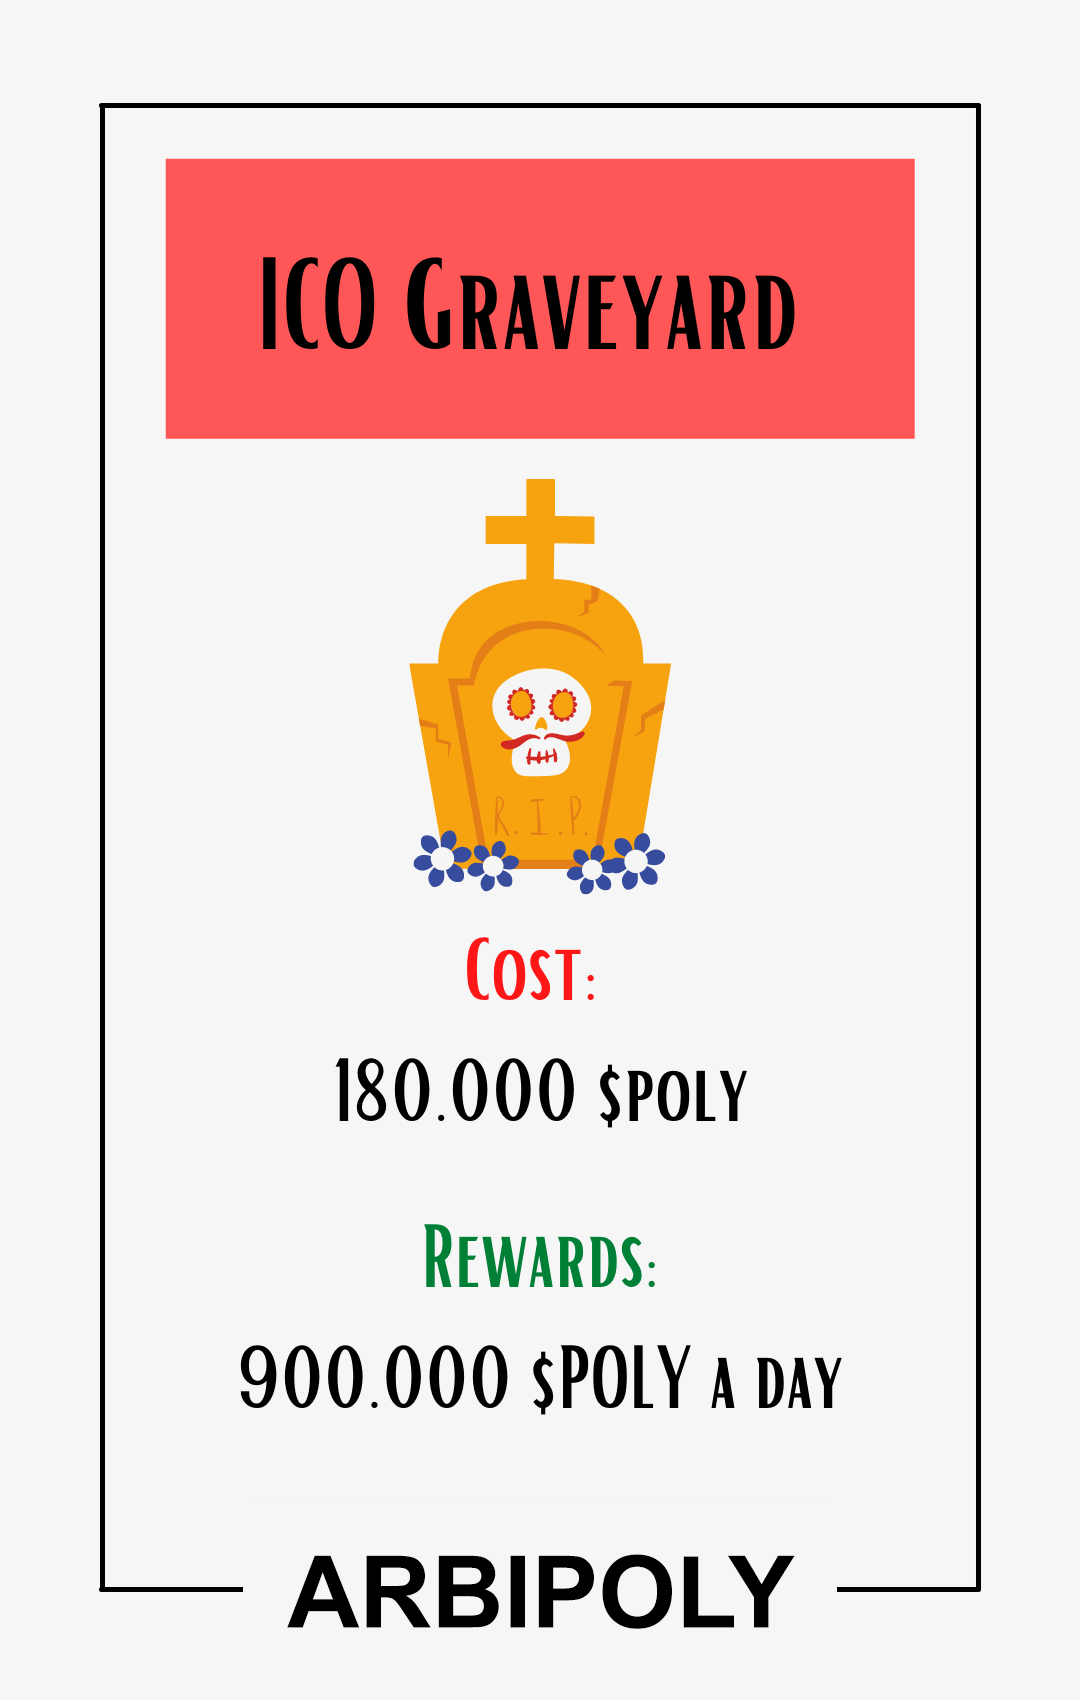 ICO Graveyard
R.I.P.
Cost:
180.000 $poly
Rewards:
900.000 $POLY a day
ARBIPOLY